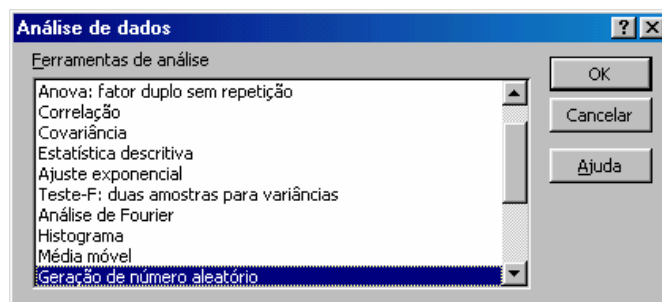 Análise de dados
Ferramentas de análise
Anova: fator duplo sem repetição
Correlação
Covariância
Estatística descritiva
Ajuste exponencial
Teste-F: duas amostras para variâncias
Análise de Fourier
Histograma
Média móvel
Geração de número aleatório
OK
Cancelar
Ajuda